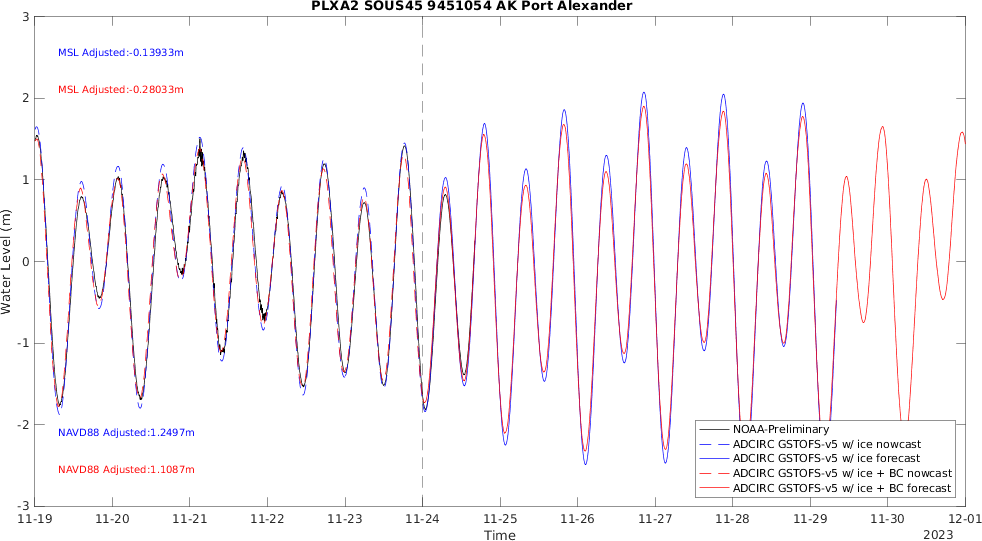 PLXA2 SOUS45 9451054 AK Port Alexander
3
2
1
0
-1
-2
-3
Water Level (m)
MSL Adjusted:-0.13933m
MSL Adjusted:-0.28033m
NAVD88 Adjusted:1.2497m
NAVD88 Adjusted:1.1087m
NOAA-Preliminary
ADCIRC GSTOFS-v5 w/ ice nowcast
ADCIRC GSTOFS-v5 w/ ice forecast
ADCIRC GSTOFS-v5 w/ ice + BC nowcast
ADCIRC GSTOFS-v5 w/ ice + BC forecast
11-19 11-20 11-21 11-22 11-23 11-24 11-25 11-26 11-27 11-28 11-29 11-30 12-01
Time
2023